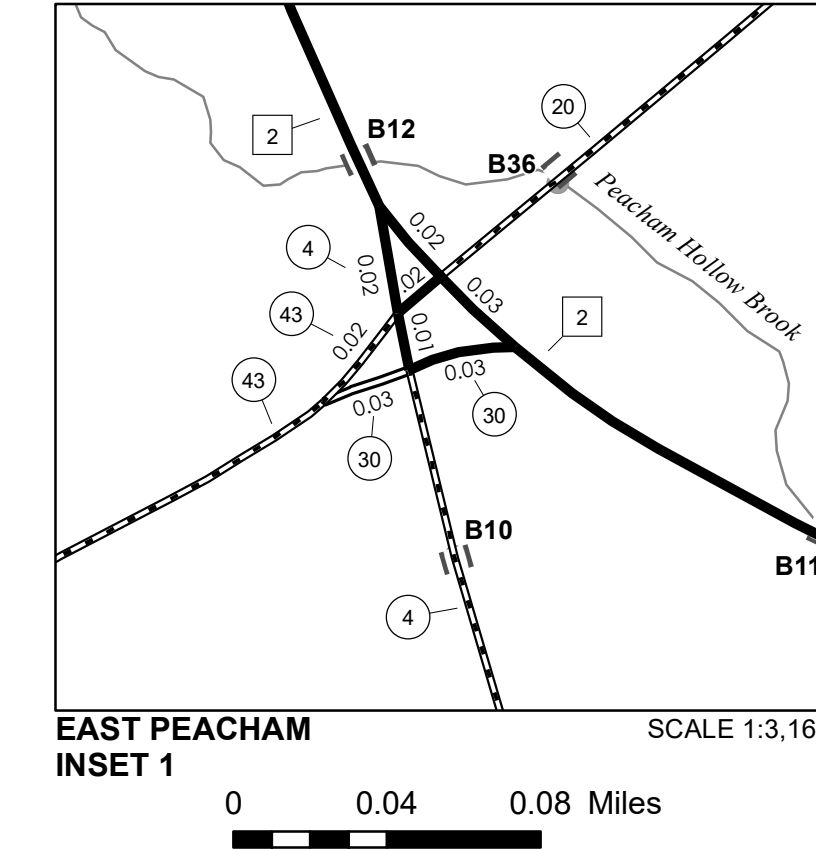 20
2
B12
B36
Peacham Hollow Brook
0.02
4
0.02
.02
0.03
43
2
0.02
0.01
43
0.03
0.03
30
30
B10
B11
4
EAST PEACHAM
INSET 1
SCALE 1:3,16
0 0.04 0.08 Miles